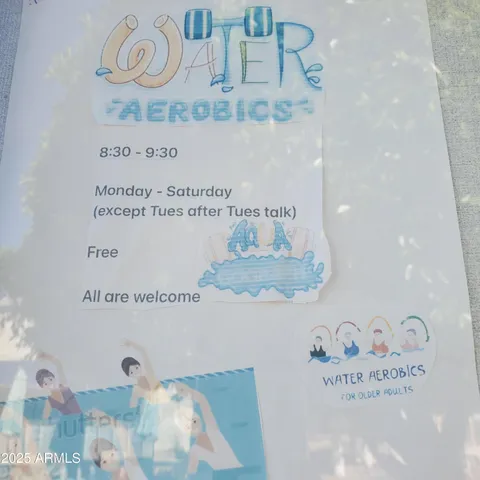 WATER
AEROBICS
8:30 - 9:30
Monday - Saturday
(except Tues after Tues talk)
Free
All are welcome
AQUA
WATER AEROBICS
FOR OLDER ADULTS
2025 ARMLS